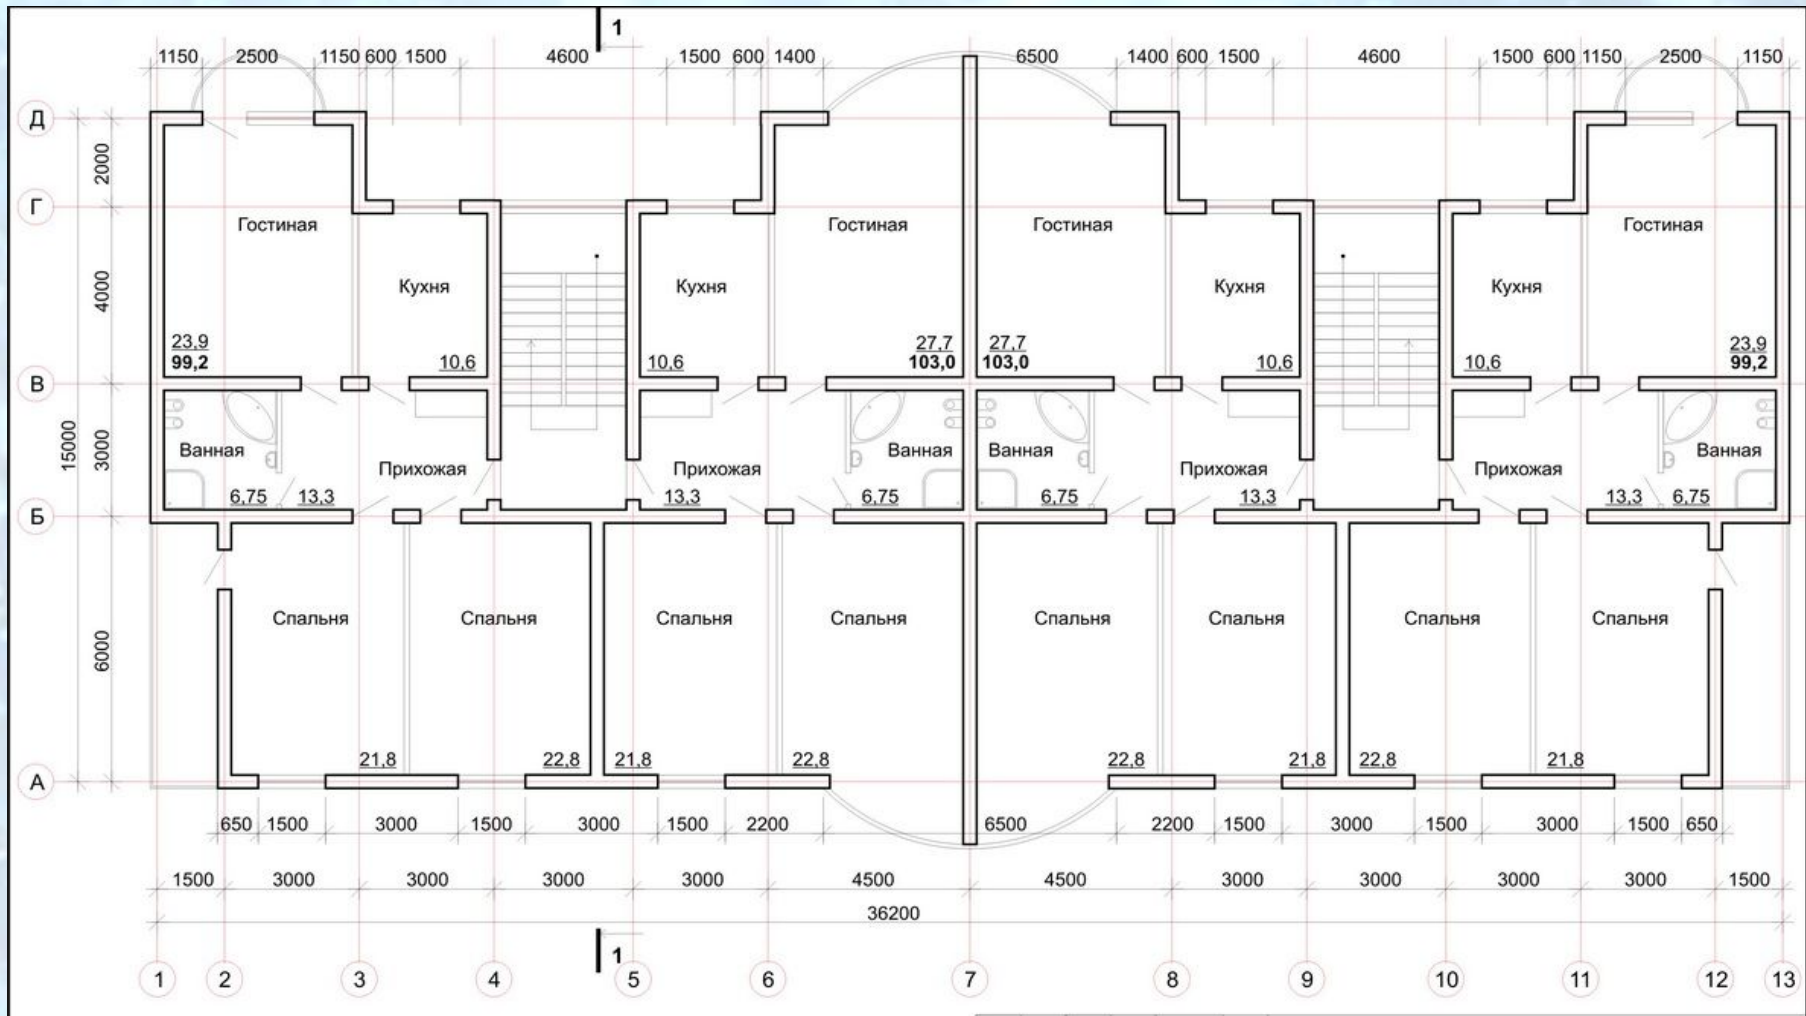 1
1150 2500 1150 600 1500 4600 1500 600 1400 6500 1400 600 1500 4600 1500 600 1150 2500 1150
Д
2000
Г
Гостиная Гостиная Гостиная Гостиная
4000
Кухня Кухня Кухня Кухня
23,9 27,7 27,7 23,9
99,2 10,6 10,6 103,0 103,0 10,6 10,6 99,2
В
15000
3000
Ванная Ванная Ванная Ванная
Прихожая Прихожая Прихожая Прихожая
6,75 13,3 13,3 6,75 6,75 13,3 13,3 6,75
Б
Спальня Спальня Спальня Спальня Спальня Спальня Спальня Спальня
6000
21,8 22,8 21,8 22,8 22,8 21,8 22,8 21,8
А
650 1500 3000 1500 3000 1500 2200 6500 2200 1500 3000 1500 3000 1500 650
1500 3000 3000 3000 3000 4500 4500 3000 3000 3000 3000 1500
36200
1
1 2 3 4 5 6 7 8 9 10 11 12 13